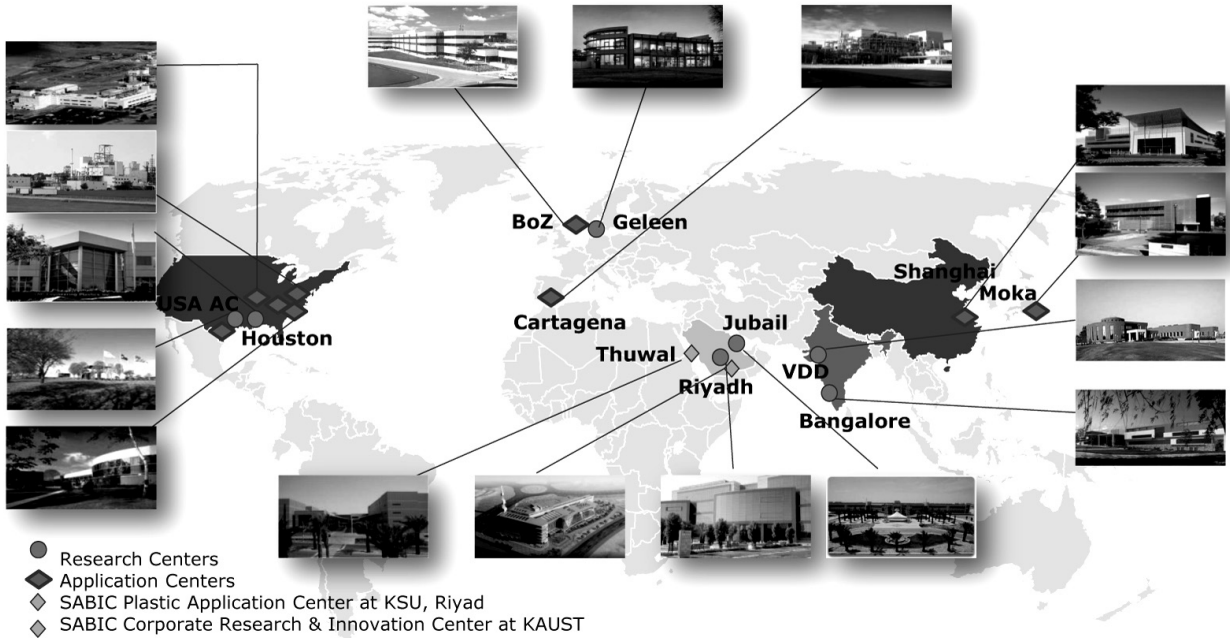 BoZ
Geleen
Shanghai
Moka
USA AC
Houston
Cartagena
Jubail
Thuwal
Riyadh
VDD
Bangalore
Research Centers
Application Centers
SABIC Plastic Application Center at KSU, Riyad
SABIC Corporate Research & Innovation Center at KAUST